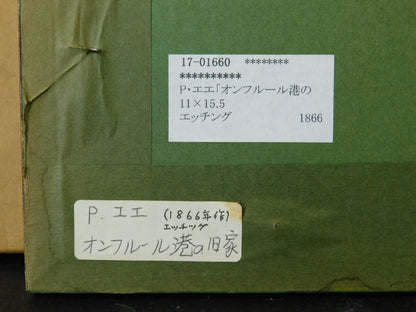 17-01660 ********
**********
P・エエ「オンフルール港の
11×15.5
エッチング 1866
P. エエ (1866年作)
エッチング
オンフルール港の旧家